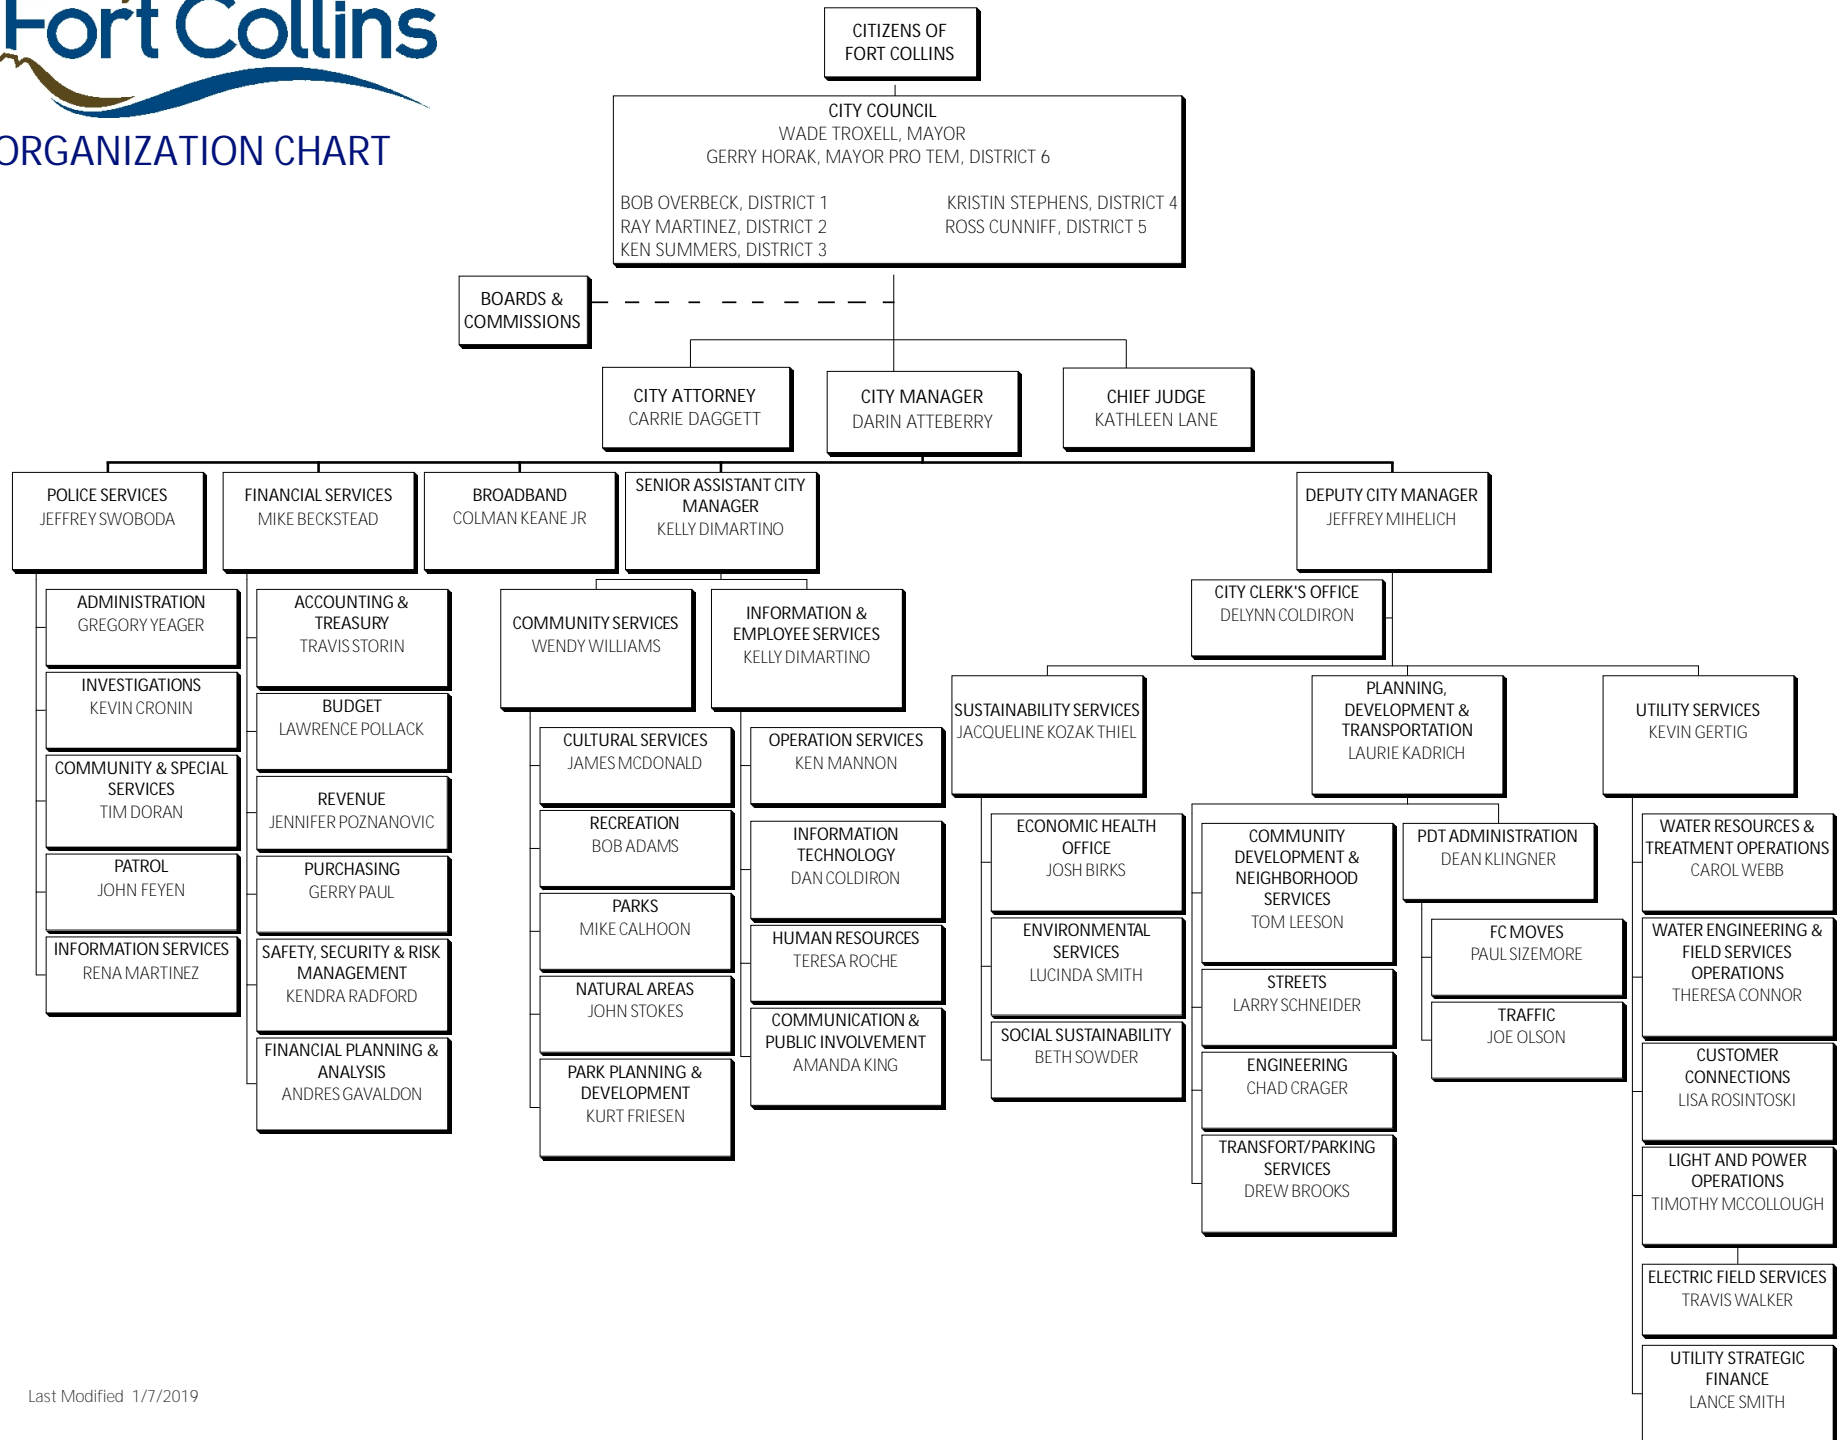 Fort Collins
ORGANIZATION CHART
CITIZENS OF
FORT COLLINS
CITY COUNCIL
WADE TROXELL, MAYOR
GERRY HORAK, MAYOR PRO TEM, DISTRICT 6
BOB OVERBECK, DISTRICT 1
RAY MARTINEZ, DISTRICT 2
KEN SUMMERS, DISTRICT 3
KRISTIN STEPHENS, DISTRICT 4
ROSS CUNNIFF, DISTRICT 5
BOARDS &
COMMISSIONS
CITY ATTORNEY
CARRIE DAGGETT
CITY MANAGER
DARIN ATTEBERRY
CHIEF JUDGE
KATHLEEN LANE
POLICE SERVICES
JEFFREY SWOBODA
FINANCIAL SERVICES
MIKE BECKSTEAD
BROADBAND
COLMAN KEANE JR
SENIOR ASSISTANT CITY
MANAGER
KELLY DIMARTINO
DEPUTY CITY MANAGER
JEFFREY MIHELICH
ADMINISTRATION
GREGORY YEAGER
INVESTIGATIONS
KEVIN CRONIN
COMMUNITY & SPECIAL
SERVICES
TIM DORAN
PATROL
JOHN FEYEN
INFORMATION SERVICES
RENA MARTINEZ
ACCOUNTING &
TREASURY
TRAVIS STORIN
BUDGET
LAWRENCE POLLACK
REVENUE
JENNIFER POZNANOVIC
PURCHASING
GERRY PAUL
SAFETY, SECURITY & RISK
MANAGEMENT
KENDRA RADFORD
FINANCIAL PLANNING &
ANALYSIS
ANDRES GAVALDON
COMMUNITY SERVICES
WENDY WILLIAMS
CULTURAL SERVICES
JAMES MCDONALD
RECREATION
BOB ADAMS
PARKS
MIKE CALHOON
NATURAL AREAS
JOHN STOKES
PARK PLANNING &
DEVELOPMENT
KURT FRIESEN
INFORMATION &
EMPLOYEE SERVICES
KELLY DIMARTINO
OPERATION SERVICES
KEN MANNON
INFORMATION
TECHNOLOGY
DAN COLDIRON
HUMAN RESOURCES
TERESA ROCHE
COMMUNICATION &
PUBLIC INVOLVEMENT
AMANDA KING
CITY CLERK'S OFFICE
DELYNN COLDIRON
SUSTAINABILITY SERVICES
JACQUELINE KOZAK THIEL
ECONOMIC HEALTH
OFFICE
JOSH BIRKS
ENVIRONMENTAL
SERVICES
LUCINDA SMITH
SOCIAL SUSTAINABILITY
BETH SOWDER
PLANNING,
DEVELOPMENT &
TRANSPORTATION
LAURIE KADRICH
COMMUNITY
DEVELOPMENT &
NEIGHBORHOOD
SERVICES
TOM LEESON
STREETS
LARRY SCHNEIDER
ENGINEERING
CHAD CRAGER
TRANSFORT/PARKING
SERVICES
DREW BROOKS
PDT ADMINISTRATION
DEAN KLINGNER
FC MOVES
PAUL SIZEMORE
TRAFFIC
JOE OLSON
UTILITY SERVICES
KEVIN GERTIG
WATER RESOURCES &
TREATMENT OPERATIONS
CAROL WEBB
WATER ENGINEERING &
FIELD SERVICES
OPERATIONS
THERESA CONNOR
CUSTOMER
CONNECTIONS
LISA ROSINTOSKI
LIGHT AND POWER
OPERATIONS
TIMOTHY MCCOLLOUGH
ELECTRIC FIELD SERVICES
TRAVIS WALKER
UTILITY STRATEGIC
FINANCE
LANCE SMITH
Last Modified 1/7/2019